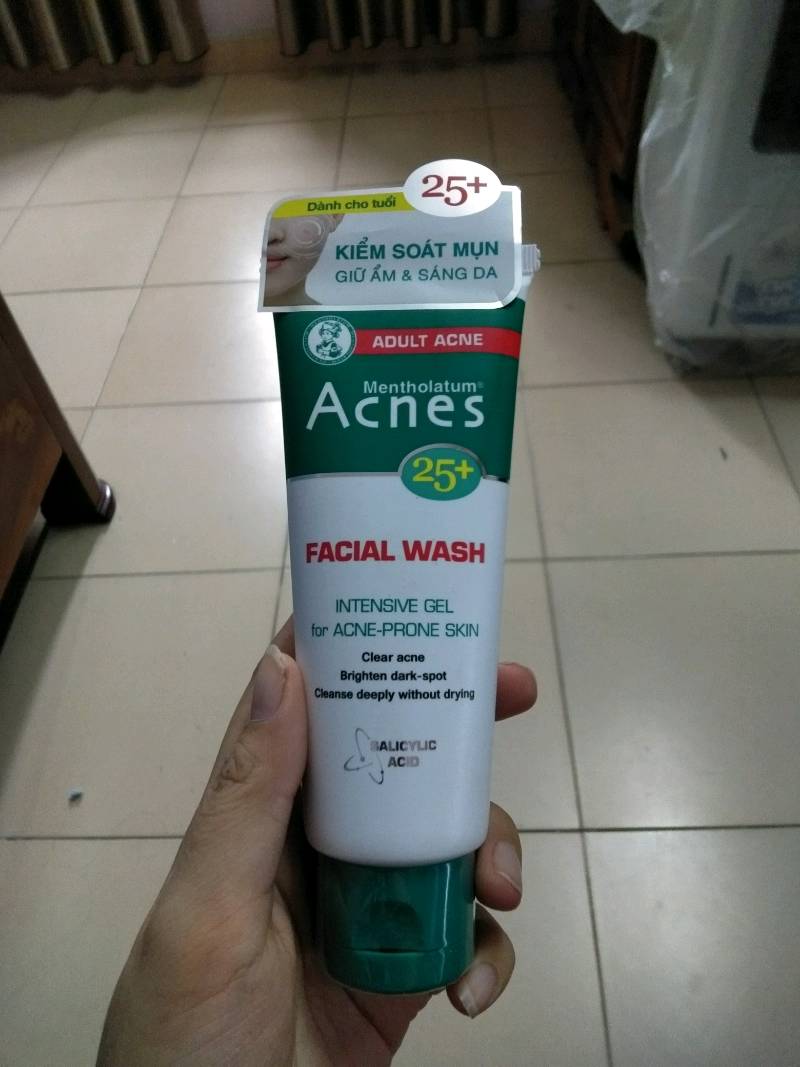 Dành cho tuổi 25+
KIỂM SOÁT MỤN
GIỮ ẨM & SÁNG DA
ADULT ACNE
Mentholatum®
Acnes
25+
FACIAL WASH
INTENSIVE GEL
for ACNE-PRONE SKIN
Clear acne
Brighten dark-spot
Cleanse deeply without drying
SALICYLIC
ACID